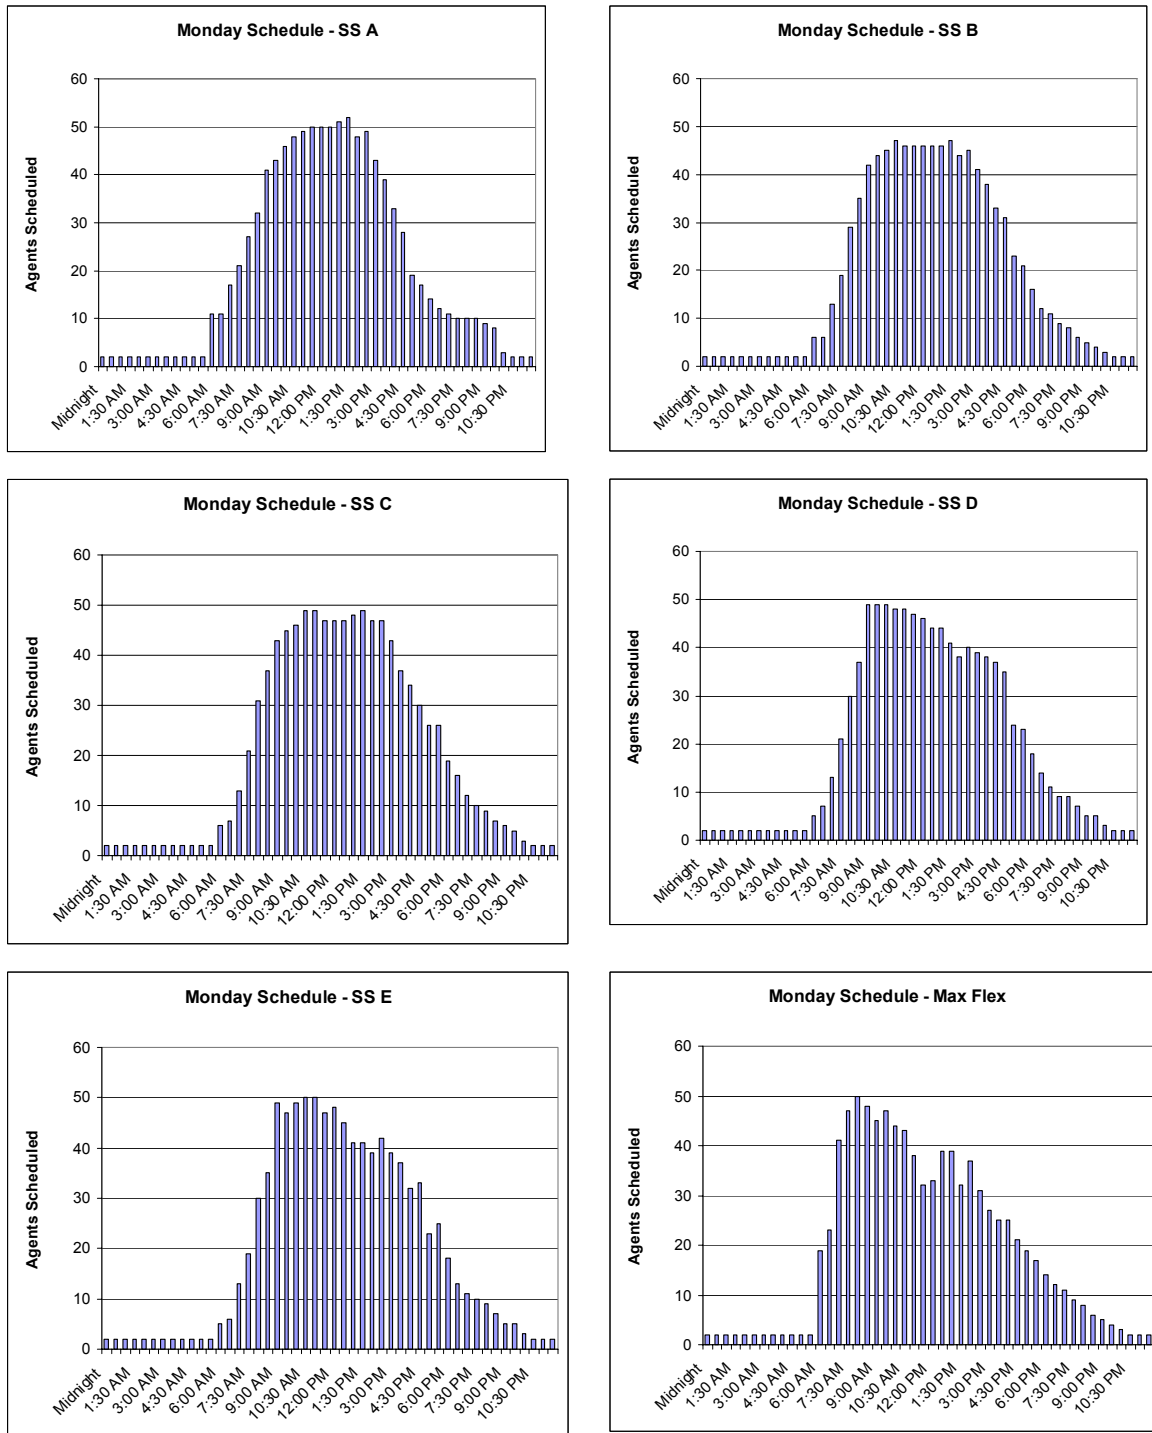 Monday Schedule - SS A
60
50
40
30
20
10
0
Agents Scheduled
Midnight
1:30 AM
3:00 AM
4:30 AM
6:00 AM
7:30 AM
9:00 AM
10:30 AM
12:00 PM
1:30 PM
3:00 PM
4:30 PM
6:00 PM
7:30 PM
9:00 PM
10:30 PM
Monday Schedule - SS B
60
50
40
30
20
10
0
Agents Scheduled
Midnight
1:30 AM
3:00 AM
4:30 AM
6:00 AM
7:30 AM
9:00 AM
10:30 AM
12:00 PM
1:30 PM
3:00 PM
4:30 PM
6:00 PM
7:30 PM
9:00 PM
10:30 PM
Monday Schedule - SS C
60
50
40
30
20
10
0
Agents Scheduled
Midnight
1:30 AM
3:00 AM
4:30 AM
6:00 AM
7:30 AM
9:00 AM
10:30 AM
12:00 PM
1:30 PM
3:00 PM
4:30 PM
6:00 PM
7:30 PM
9:00 PM
10:30 PM
Monday Schedule - SS D
60
50
40
30
20
10
0
Agents Scheduled
Midnight
1:30 AM
3:00 AM
4:30 AM
6:00 AM
7:30 AM
9:00 AM
10:30 AM
12:00 PM
1:30 PM
3:00 PM
4:30 PM
6:00 PM
7:30 PM
9:00 PM
10:30 PM
Monday Schedule - SS E
60
50
40
30
20
10
0
Agents Scheduled
Midnight
1:30 AM
3:00 AM
4:30 AM
6:00 AM
7:30 AM
9:00 AM
10:30 AM
12:00 PM
1:30 PM
3:00 PM
4:30 PM
6:00 PM
7:30 PM
9:00 PM
10:30 PM
Monday Schedule - Max Flex
60
50
40
30
20
10
0
Agents Scheduled
Midnight
1:30 AM
3:00 AM
4:30 AM
6:00 AM
7:30 AM
9:00 AM
10:30 AM
12:00 PM
1:30 PM
3:00 PM
4:30 PM
6:00 PM
7:30 PM
9:00 PM
10:30 PM